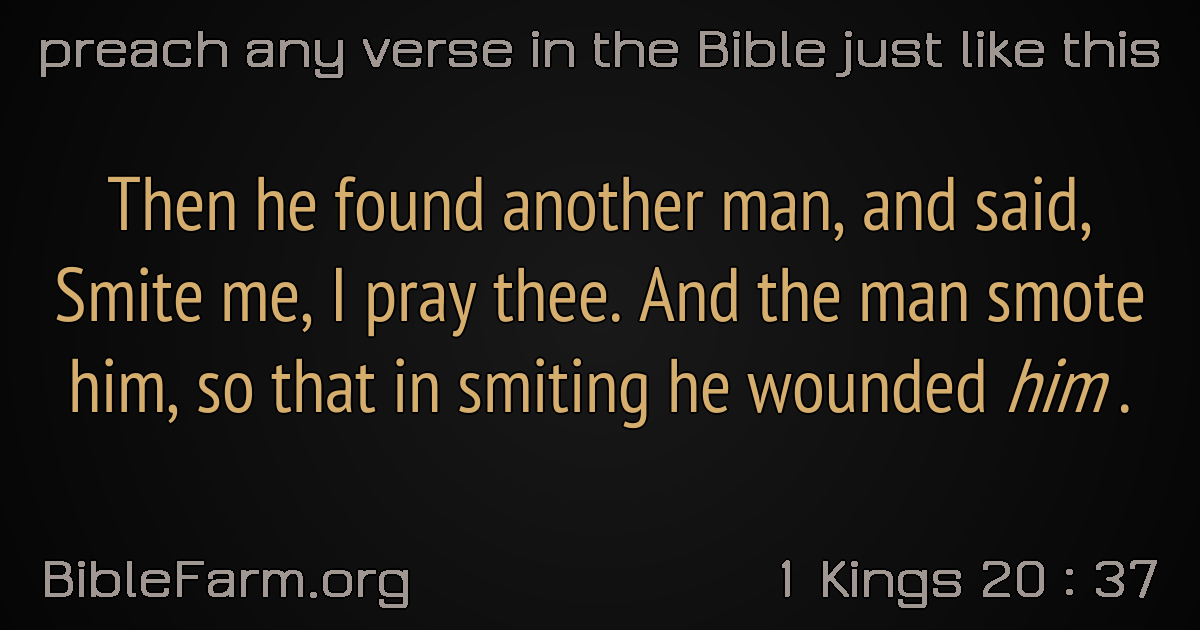 preach any verse in the Bible just like this
Then he found another man, and said,
Smite me, I pray thee. And the man smote
him, so that in smiting he wounded him .
BibleFarm.org
1 Kings 20 : 37